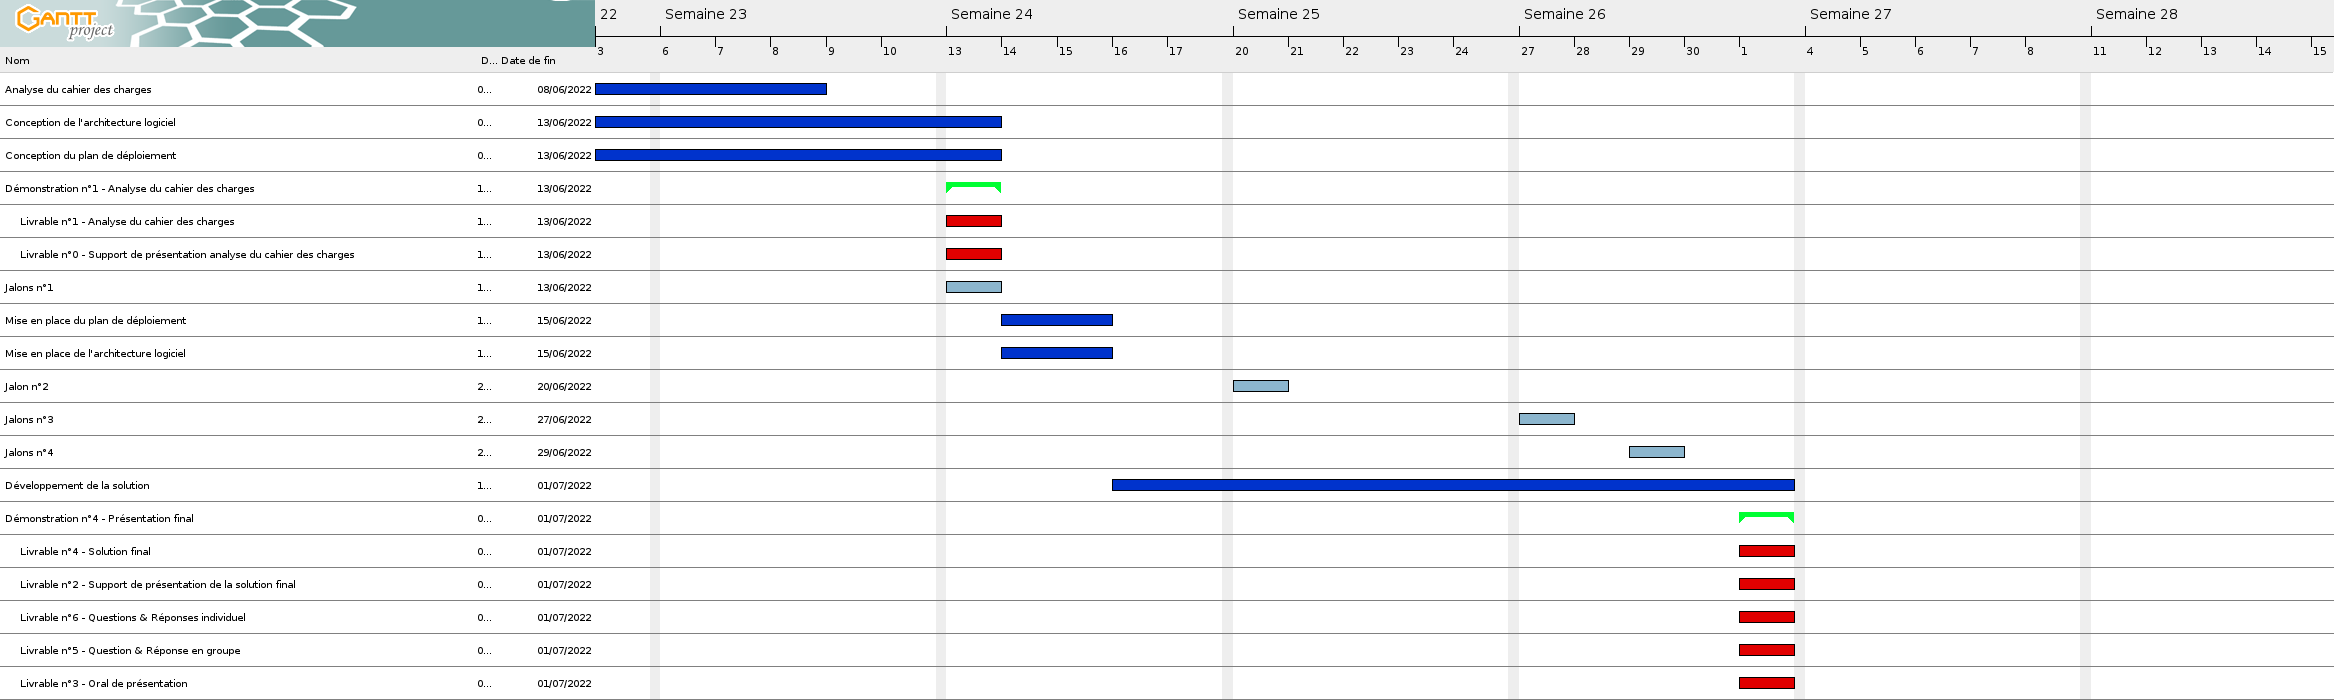 GANTT
project
22 Semaine 23 Semaine 24 Semaine 25 Semaine 26 Semaine 27 Semaine 28
3 6 7 8 9 10 13 14 15 16 17 20 21 22 23 24 27 28 29 30 1 4 5 6 7 8 11 12 13 14 15
Nom D... Date de fin
Analyse du cahier des charges 0... 08/06/2022
Conception de l'architecture logiciel 0... 13/06/2022
Conception du plan de déploiement 0... 13/06/2022
Démonstration n°1 - Analyse du cahier des charges 1... 13/06/2022
Livrable n°1 - Analyse du cahier des charges 1... 13/06/2022
Livrable n°0 - Support de présentation analyse du cahier des charges 1... 13/06/2022
Jalons n°1 1... 13/06/2022
Mise en place du plan de déploiement 1... 15/06/2022
Mise en place de l'architecture logiciel 1... 15/06/2022
Jalon n°2 2... 20/06/2022
Jalons n°3 2... 27/06/2022
Jalons n°4 2... 29/06/2022
Développement de la solution 1... 01/07/2022
Démonstration n°4 - Présentation final 0... 01/07/2022
Livrable n°4 - Solution final 0... 01/07/2022
Livrable n°2 - Support de présentation de la solution final 0... 01/07/2022
Livrable n°6 - Questions & Réponses individuel 0... 01/07/2022
Livrable n°5 - Question & Réponse en groupe 0... 01/07/2022
Livrable n°3 - Oral de présentation 0... 01/07/2022